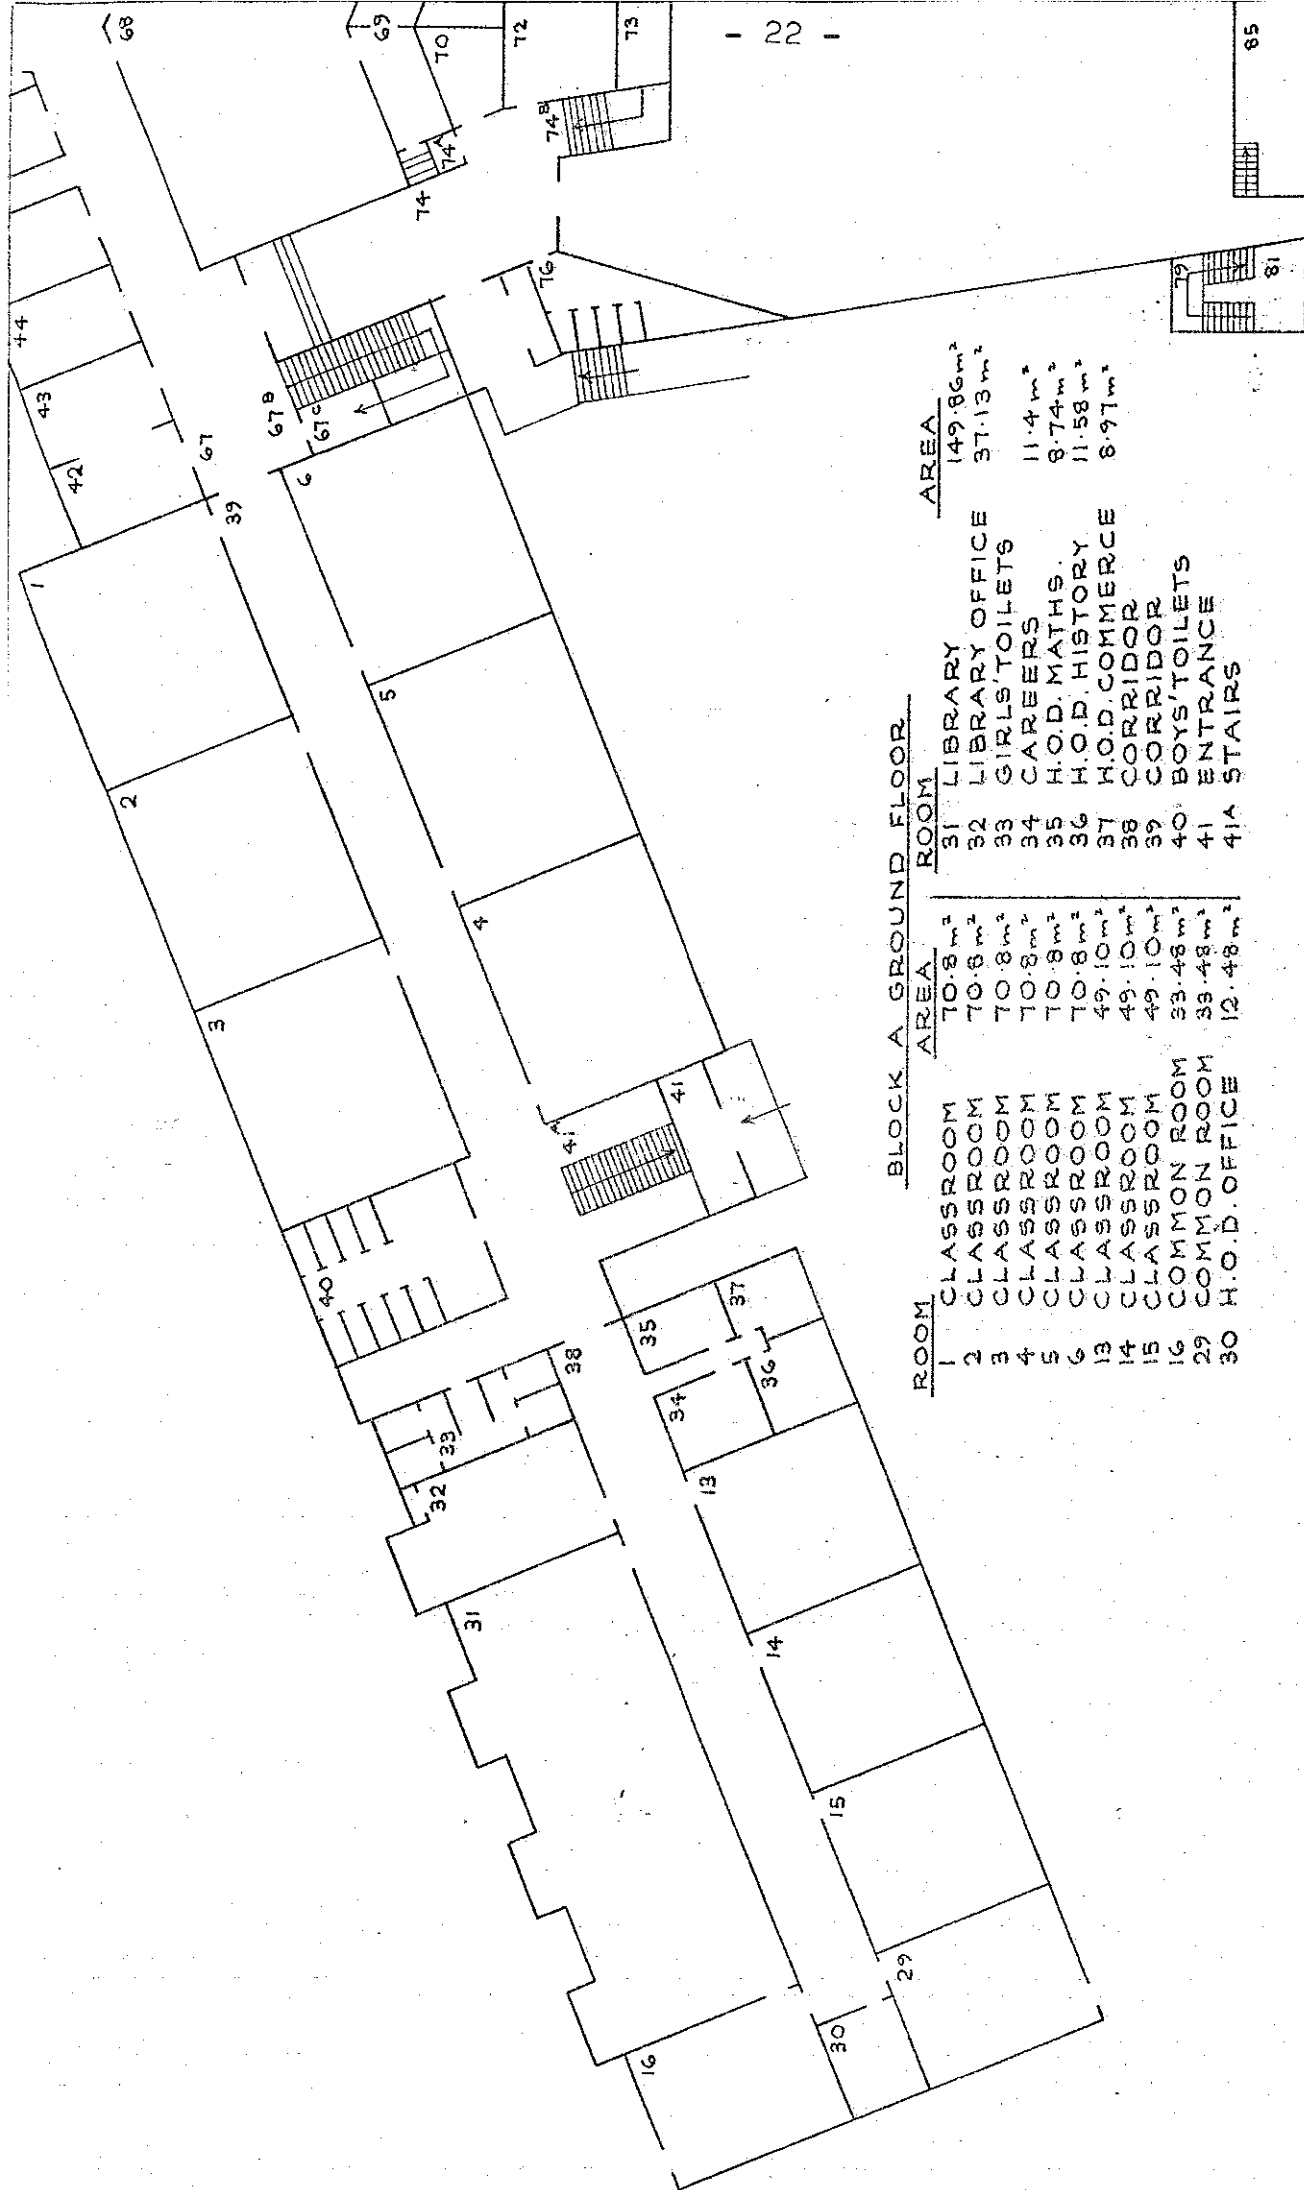 - 22 -
BLOCK A GROUND FLOOR
ROOM AREA ROOM AREA
1 CLASSROOM 70.8m² 31 LIBRARY 149.86m²
2 CLASSROOM 70.8m² 32 LIBRARY OFFICE 37.13m²
3 CLASSROOM 70.8m² 33 GIRLS' TOILETS
4 CLASSROOM 70.8m² 34 CAREERS 11.4m²
5 CLASSROOM 70.8m² 35 H.O.D. MATHS. 8.74m²
6 CLASSROOM 70.8m² 36 H.O.D. HISTORY 11.58m²
13 CLASSROOM 49.10m² 37 H.O.D. COMMERCE 8.97m²
14 CLASSROOM 49.10m² 38 CORRIDOR
15 CLASSROOM 49.10m² 39 CORRIDOR
16 COMMON ROOM 33.48m² 40 BOYS' TOILETS
29 COMMON ROOM 33.48m² 41 ENTRANCE
30 H.O.D. OFFICE 12.48m² 41A STAIRS
1
2
3
4
5
6
13
14
15
16
29
30
31
32
33
34
35
36
37
38
39
40
41
41A
42
43
44
67
67B
67C
68
69
70
72
73
74
74A
74B
76
79
81
85